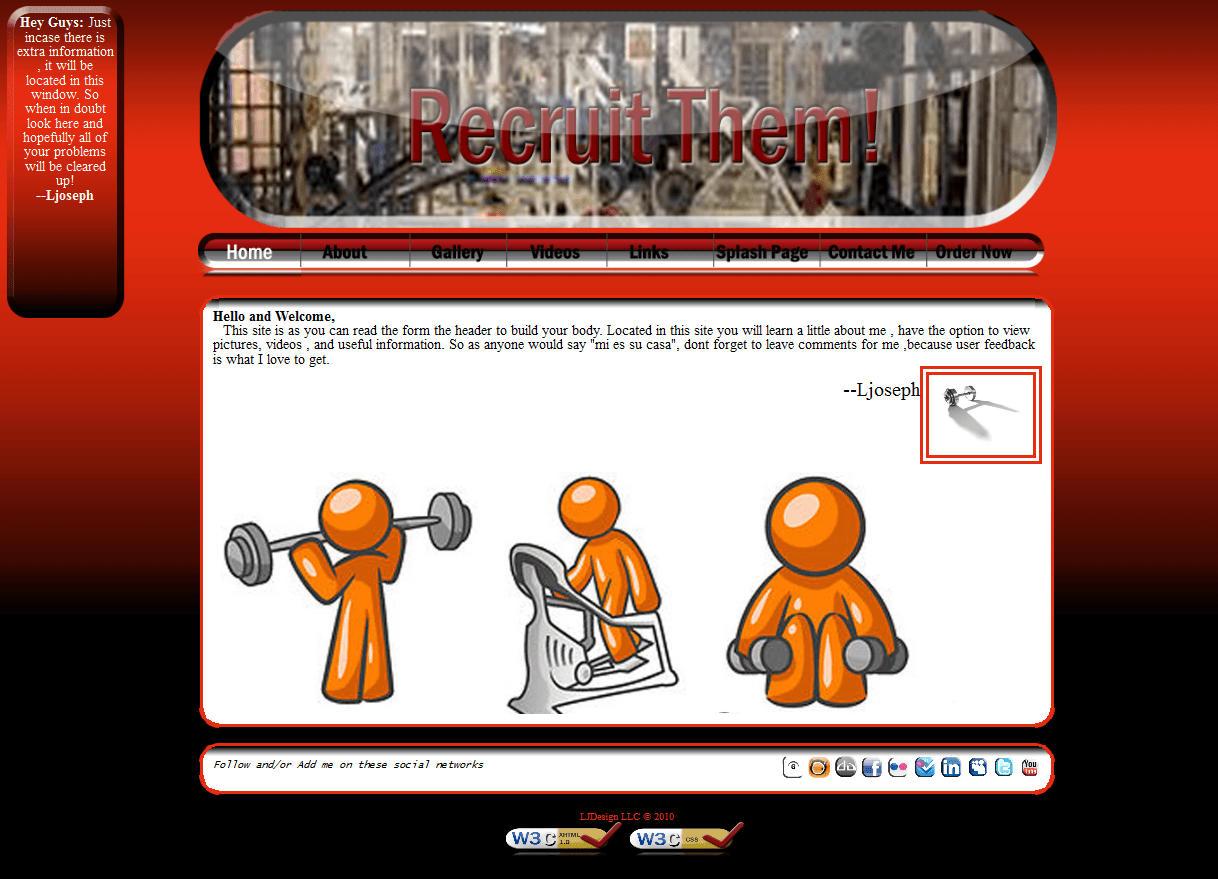 Hey Guys: Just
incase there is
extra information
, it will be
located in this
window. So
when in doubt
look here and
hopefully all of
your problems
will be cleared
up!
--Ljoseph
Recruit Them!
Home About Gallery Videos Links Splash Page Contact Me Order Now
Hello and Welcome,
This site is as you can read the form the header to build your body. Located in this site you will learn a little about me , have the option to view
pictures, videos , and useful information. So as anyone would say "mi es su casa", dont forget to leave comments for me ,because user feedback
is what I love to get.
--Ljoseph
Follow and/or Add me on these social networks
You
LJDesign LLC © 2010
W3C XHTML 1.0 W3C CSS